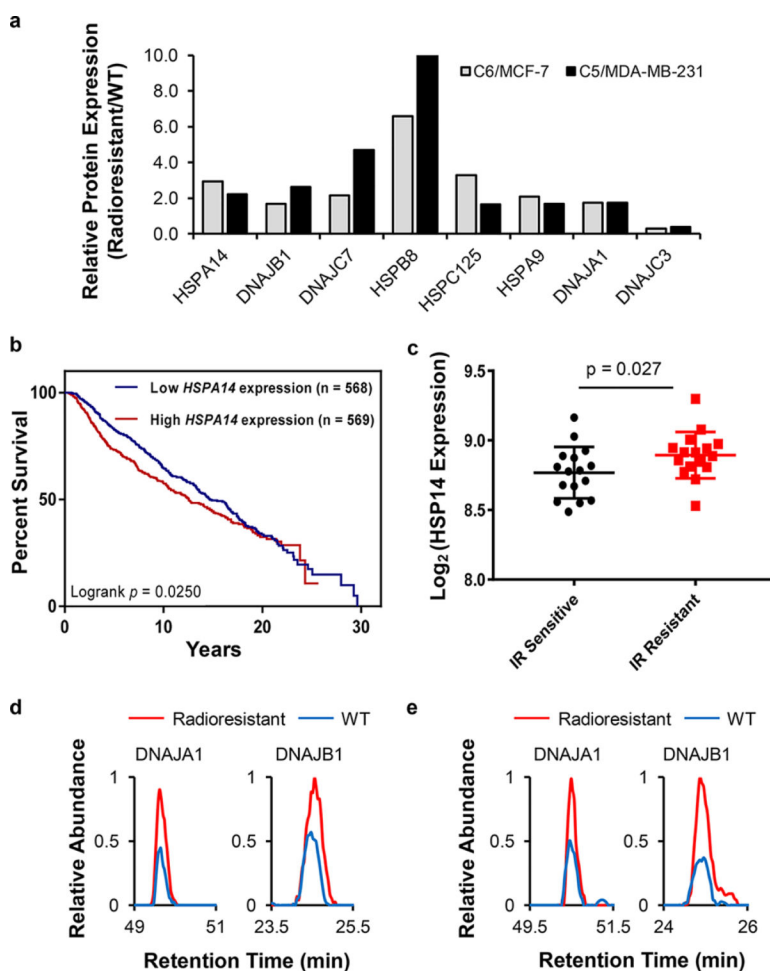 a
Relative Protein Expression
(Radioresistant/WT)
10.0
8.0
6.0
4.0
2.0
-
C6/MCF-7
C5/MDA-MB-231
HSPA14
DNAJB1
DNAJC7
HSPB8
HSPC125
HSPA9
DNAJA1
DNAJC3
b
Percent Survival
100
50
0
Low HSPA14 expression (n = 568)
High HSPA14 expression (n = 569)
Logrank p = 0.0250
0
10
20
30
Years
c
Log2 (HSP14 Expression)
9.5
9.0
8.5
8.0
p = 0.027
IR Sensitive
IR Resistant
d
Radioresistant
WT
Relative Abundance
DNAJA1
1
0.5
0
49
51
DNAJB1
1
0.5
0
23.5
25.5
Retention Time (min)
e
Radioresistant
WT
Relative Abundance
DNAJA1
1
0.5
0
49.5
51.5
DNAJB1
1
0.5
0
24
26
Retention Time (min)